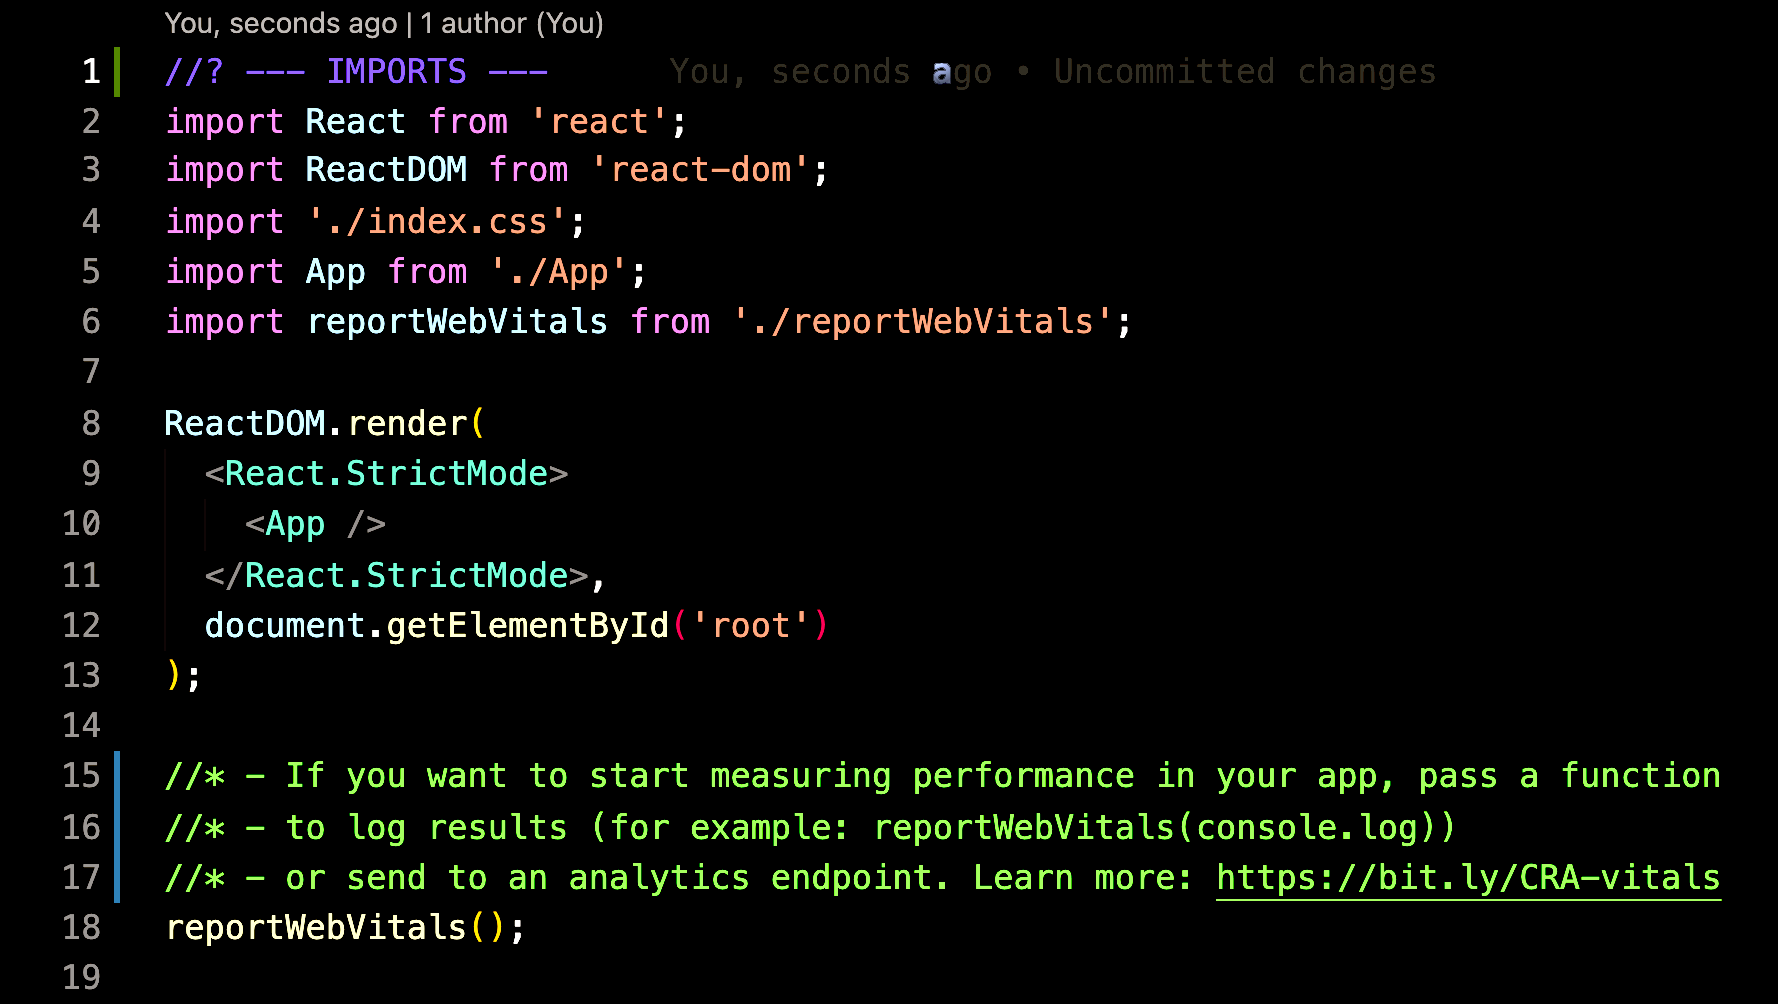 You, seconds ago | 1 author (You)
1 //? --- IMPORTS --- You, seconds ago • Uncommitted changes
2 import React from 'react';
3 import ReactDOM from 'react-dom';
4 import './index.css';
5 import App from './App';
6 import reportWebVitals from './reportWebVitals';
7
8 ReactDOM.render(
9 <React.StrictMode>
10 <App />
11 </React.StrictMode>,
12 document.getElementById('root')
13 );
14
15 //* - If you want to start measuring performance in your app, pass a function
16 //* - to log results (for example: reportWebVitals(console.log))
17 //* - or send to an analytics endpoint. Learn more: https://bit.ly/CRA-vitals
18 reportWebVitals();
19